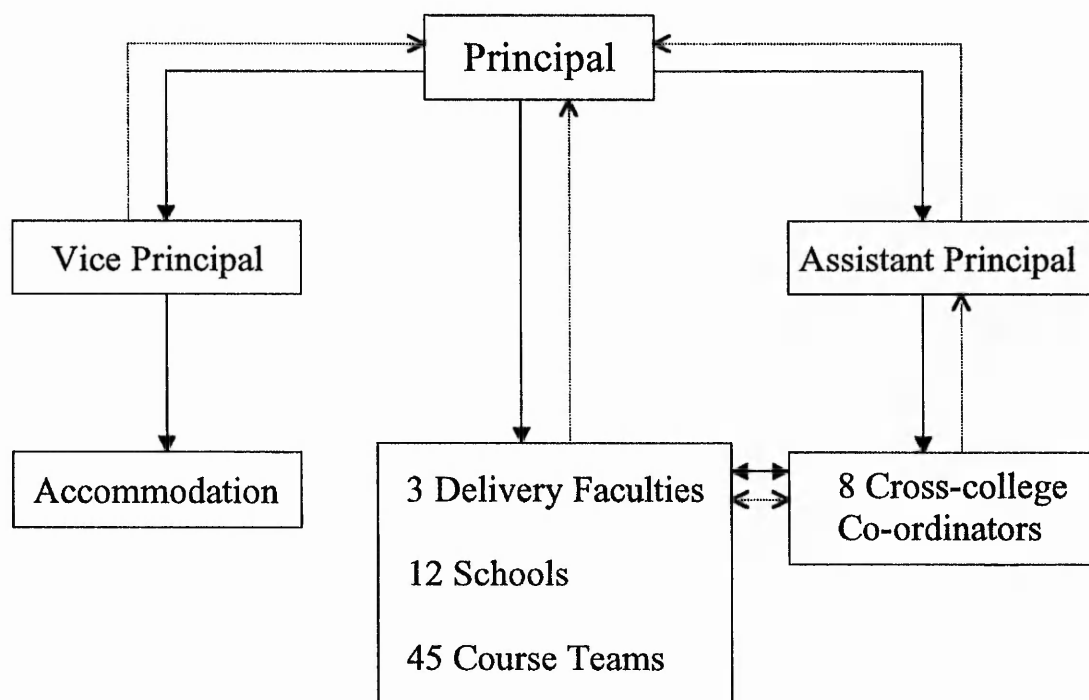 Principal
Vice Principal
Assistant Principal
Accommodation
3 Delivery Faculties
12 Schools
45 Course Teams
8 Cross-college
Co-ordinators